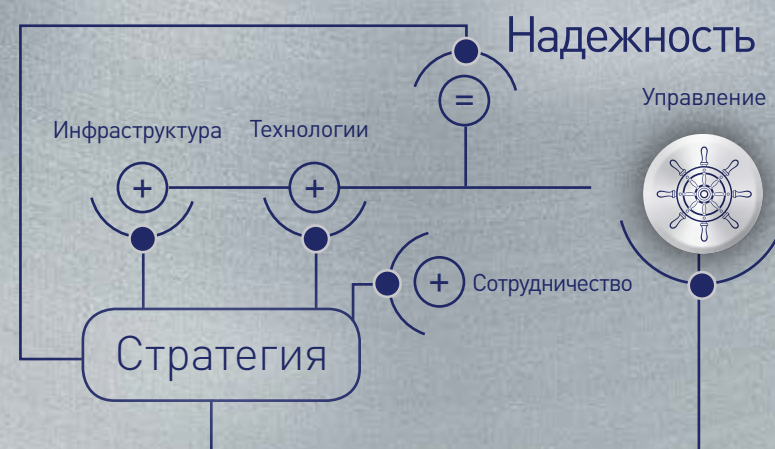 Надежность
Управление
Инфраструктура
Технологии
=
+
+
+
Сотрудничество
Стратегия